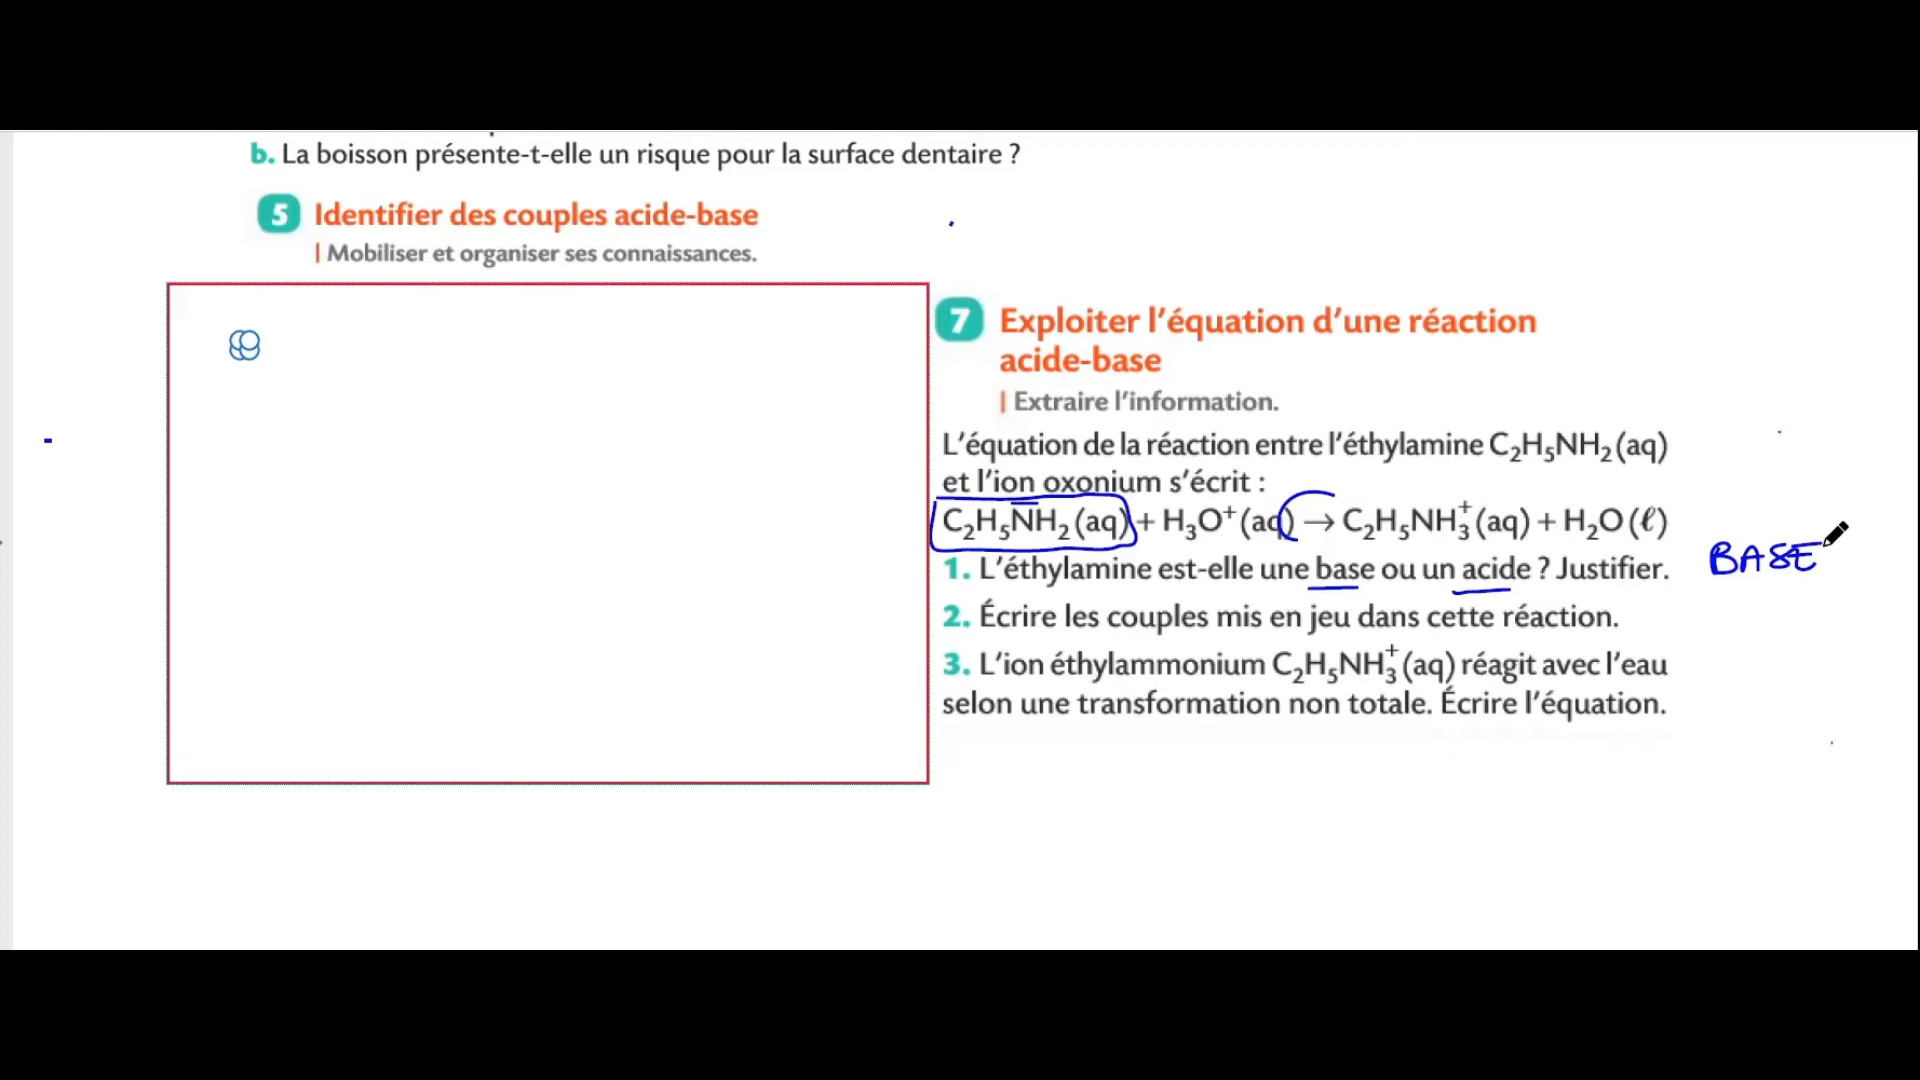 b. La boisson présente-t-elle un risque pour la surface dentaire ?
5 Identifier des couples acide-base
| Mobiliser et organiser ses connaissances.
7 Exploiter l'équation d'une réaction
acide-base
| Extraire l'information.
L'équation de la réaction entre l'éthylamine C₂H₅NH₂ (aq)
et l'ion oxonium s'écrit :
C₂H₅NH₂ (aq) + H₃O⁺ (aq) → C₂H₅NH₃⁺ (aq) + H₂O (ℓ)
1. L'éthylamine est-elle une base ou un acide ? Justifier.
BASE
2. Écrire les couples mis en jeu dans cette réaction.
3. L'ion éthylammonium C₂H₅NH₃⁺ (aq) réagit avec l'eau
selon une transformation non totale. Écrire l'équation.